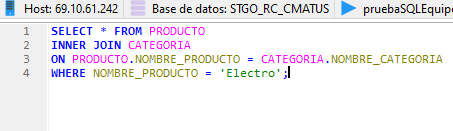 Host: 69.10.61.242 Base de datos: STGO_RC_CMATUS pruebaSQLEquipo
1 SELECT * FROM PRODUCTO
2 INNER JOIN CATEGORIA
3 ON PRODUCTO.NOMBRE_PRODUCTO = CATEGORIA.NOMBRE_CATEGORIA
4 WHERE NOMBRE_PRODUCTO = 'Electro';